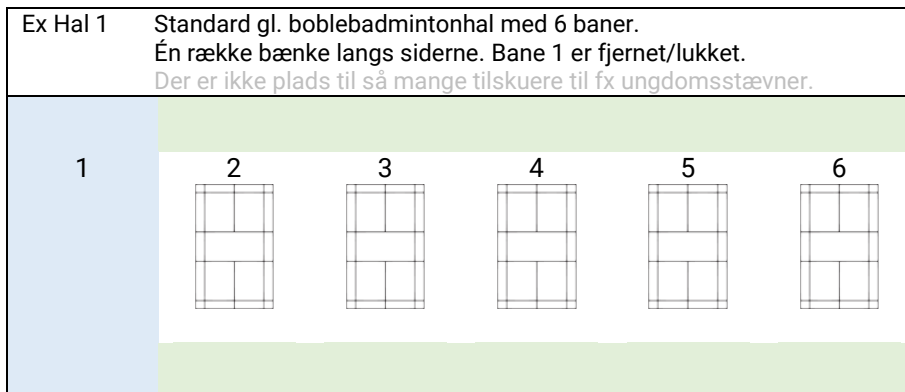 Ex Hal 1 Standard gl. boblebadmintonhal med 6 baner.
Én række bænke langs siderne. Bane 1 er fjernet/lukket.
Der er ikke plads til så mange tilskuere til fx ungdomsstævner.
1 2 3 4 5 6